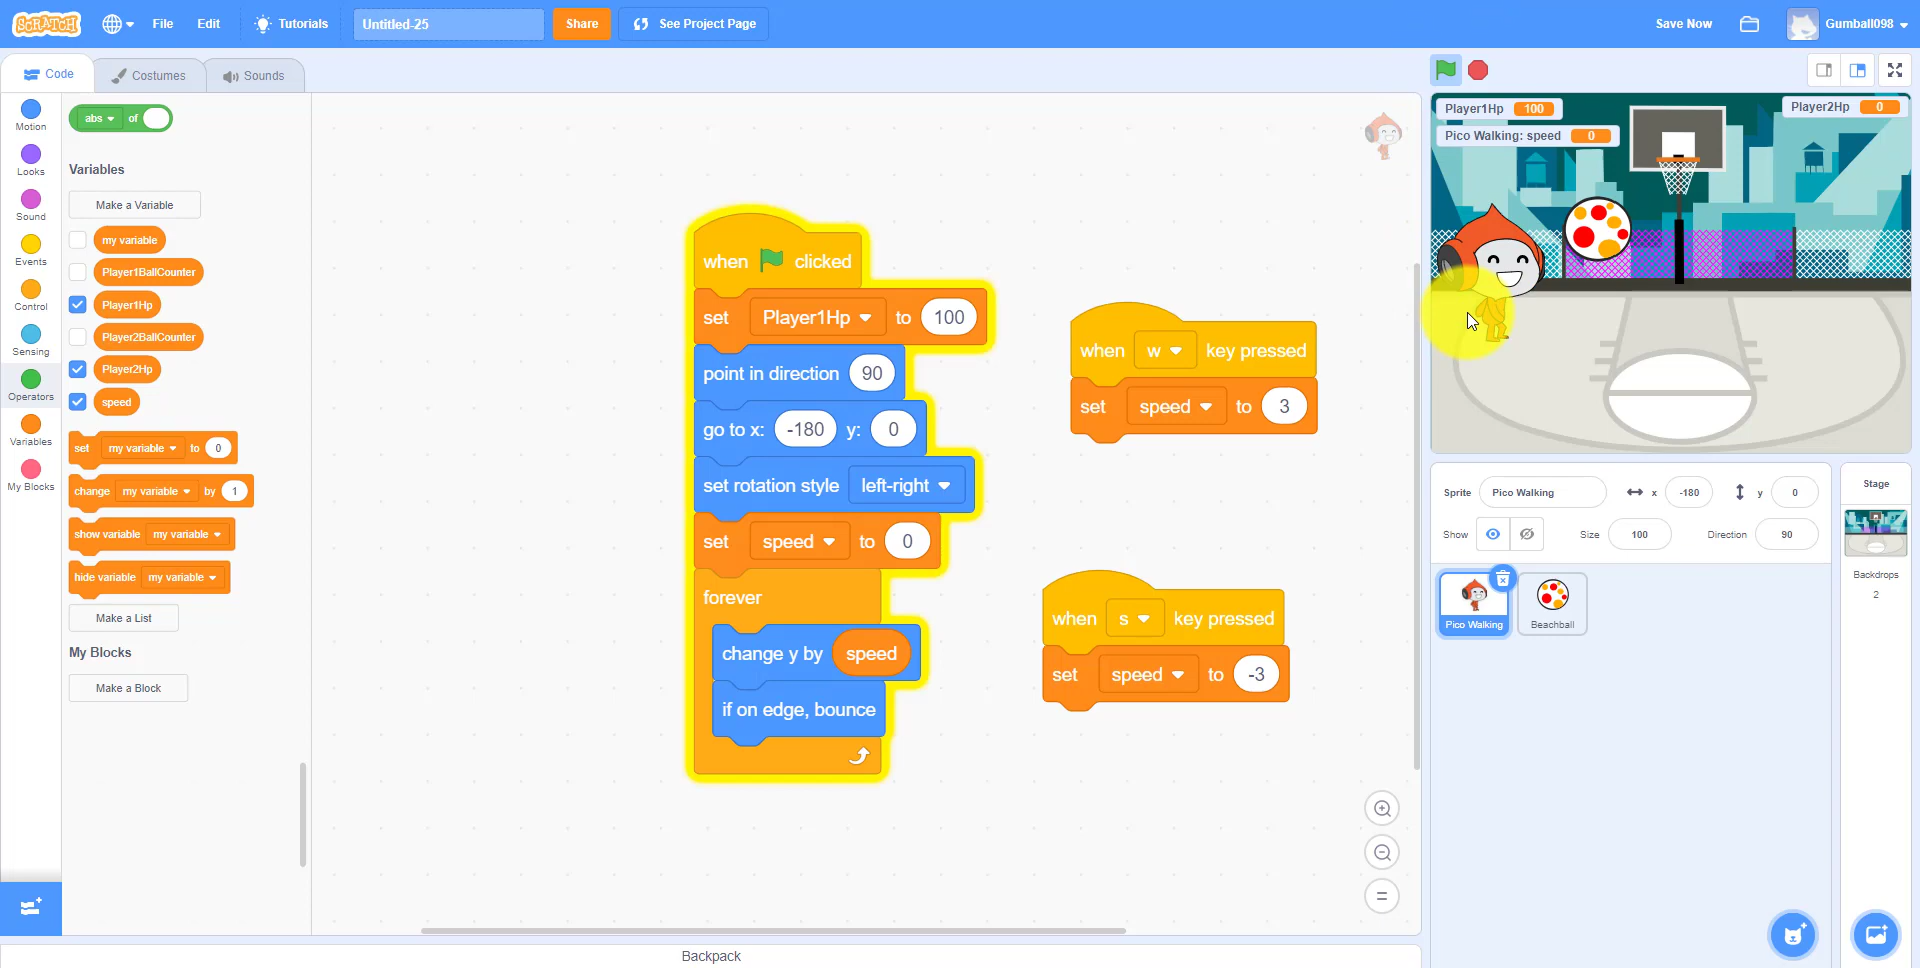 SCRATCH
File
Edit
Tutorials
Untitled-25
Share
See Project Page
Save Now
Gumball098
Code
Costumes
Sounds
Motion
Looks
Sound
Events
Control
Sensing
Operators
Variables
My Blocks
abs of
Variables
Make a Variable
my variable
Player1BallCounter
Player1Hp
Player2BallCounter
Player2Hp
speed
set my variable to 0
change my variable by 1
show variable my variable
hide variable my variable
Make a List
My Blocks
Make a Block
when clicked
set Player1Hp to 100
point in direction 90
go to x: -180 y: 0
set rotation style left-right
set speed to 0
forever
change y by speed
if on edge, bounce
when w key pressed
set speed to 3
when s key pressed
set speed to -3
Backpack
Player1Hp 100
Player2Hp 0
Pico Walking: speed 0
Sprite Pico Walking x -180 y 0
Show Size 100 Direction 90
Pico Walking
Beachball
Stage
Backdrops
2